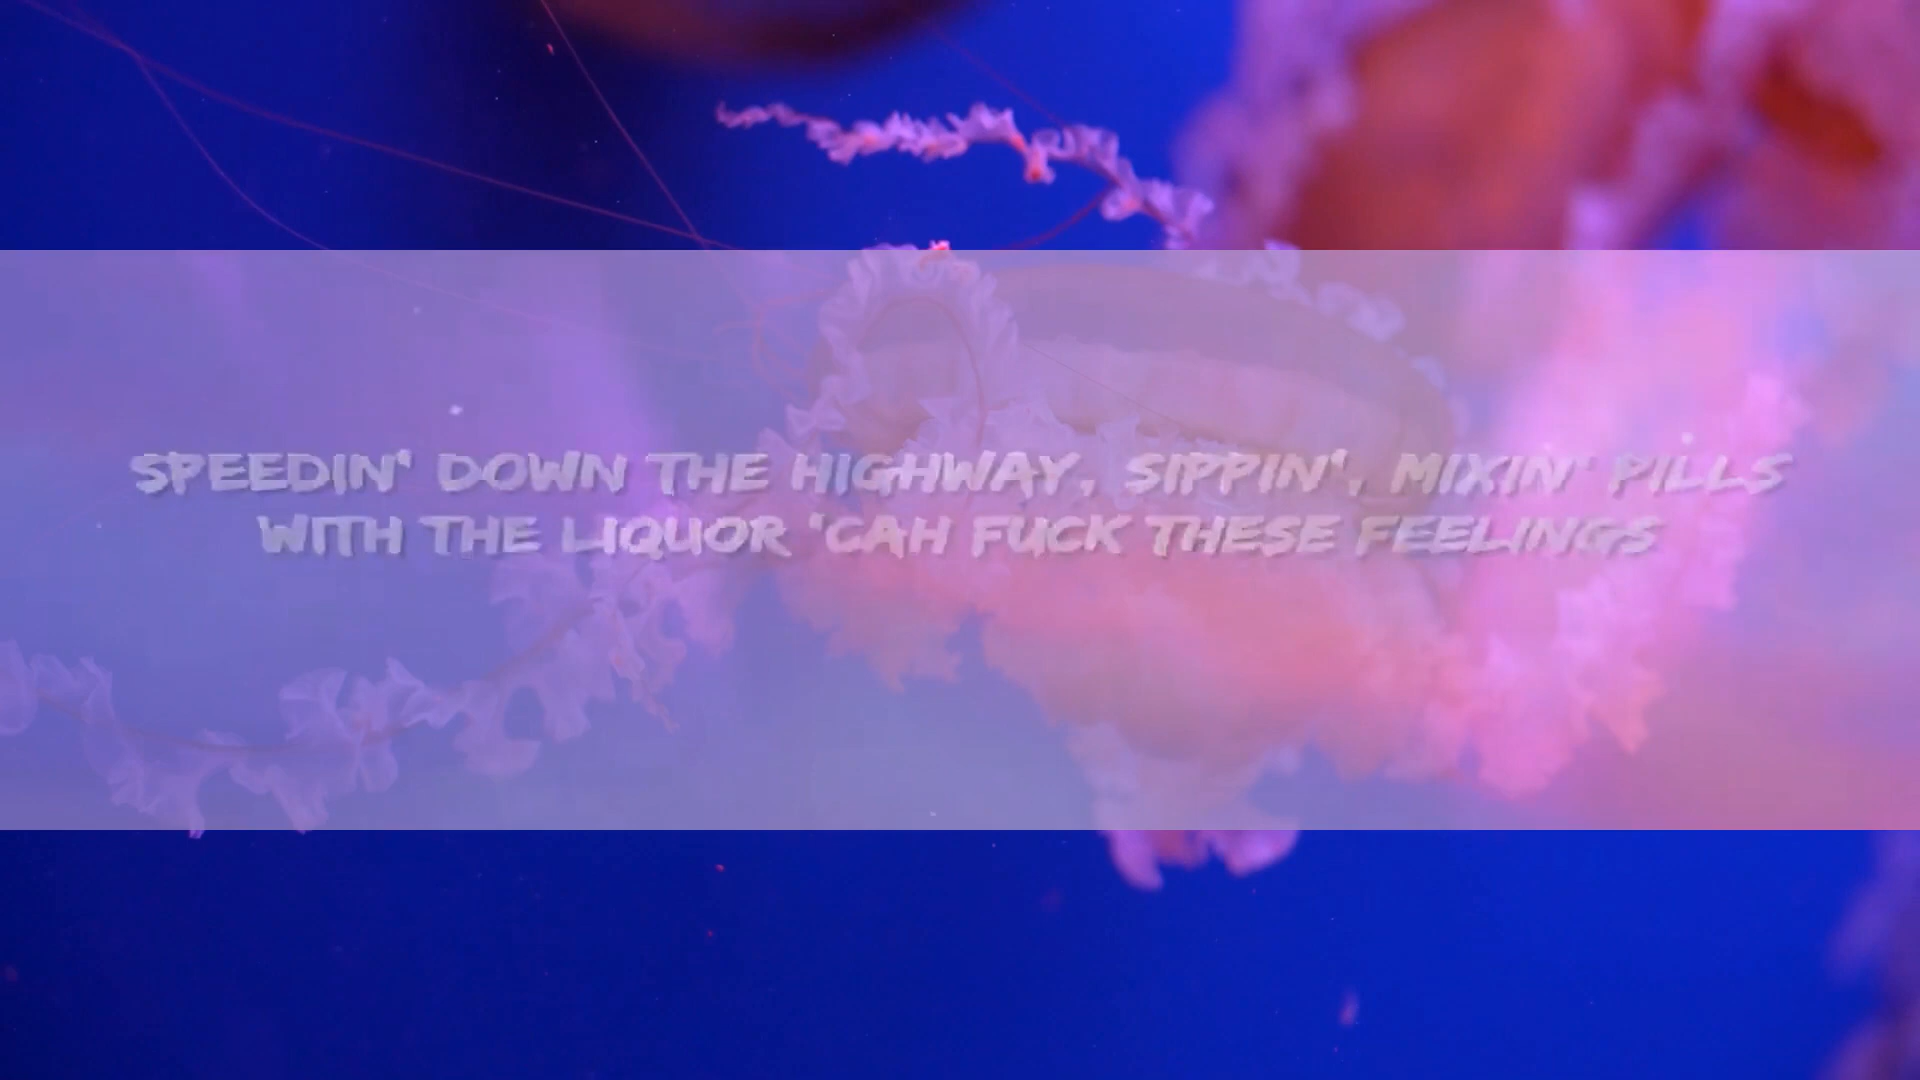 SPEEDIN' DOWN THE HIGHWAY, SIPPIN', MIXIN' PILLS
WITH THE LIQUOR 'CAH FUCK THESE FEELINGS